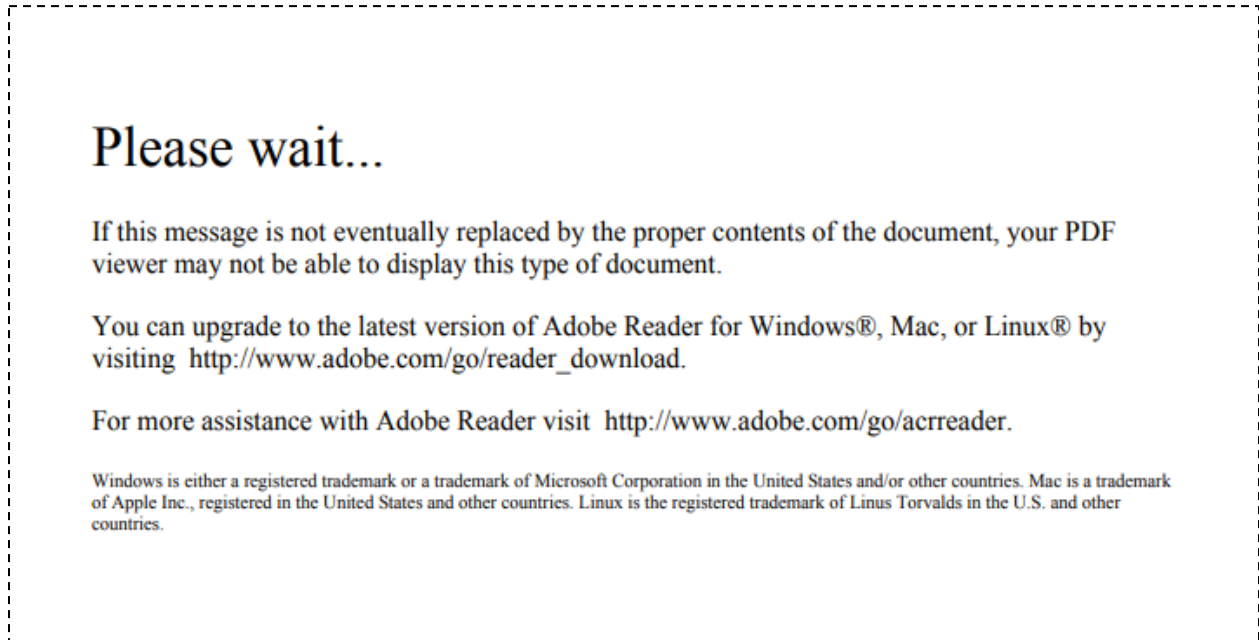 Please wait...
If this message is not eventually replaced by the proper contents of the document, your PDF
viewer may not be able to display this type of document.
You can upgrade to the latest version of Adobe Reader for Windows®, Mac, or Linux® by
visiting  http://www.adobe.com/go/reader_download.
For more assistance with Adobe Reader visit  http://www.adobe.com/go/acrreader.
Windows is either a registered trademark or a trademark of Microsoft Corporation in the United States and/or other countries. Mac is a trademark
of Apple Inc., registered in the United States and other countries. Linux is the registered trademark of Linus Torvalds in the U.S. and other
countries.